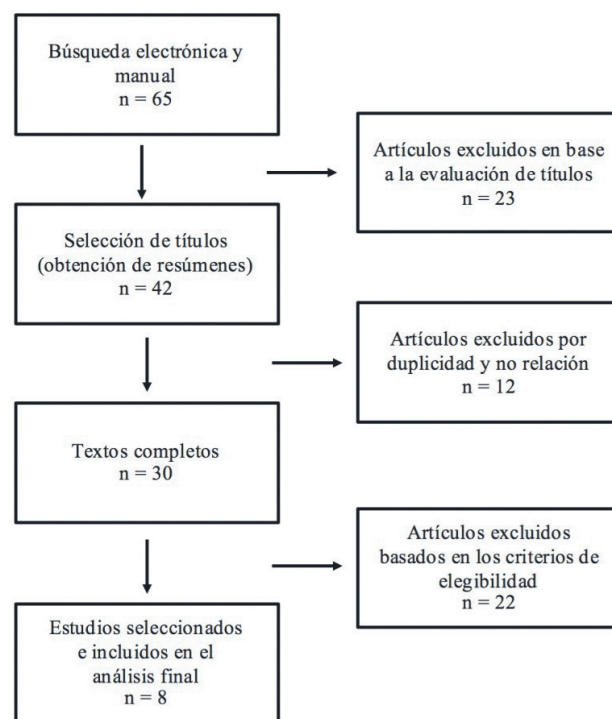 Búsqueda electrónica y
manual
n = 65
Artículos excluidos en base
a la evaluación de títulos
n = 23
Selección de títulos
(obtención de resúmenes)
n = 42
Artículos excluidos por
duplicidad y no relación
n = 12
Textos completos
n = 30
Artículos excluidos
basados en los criterios de
elegibilidad
n = 22
Estudios seleccionados
e incluidos en el
análisis final
n = 8